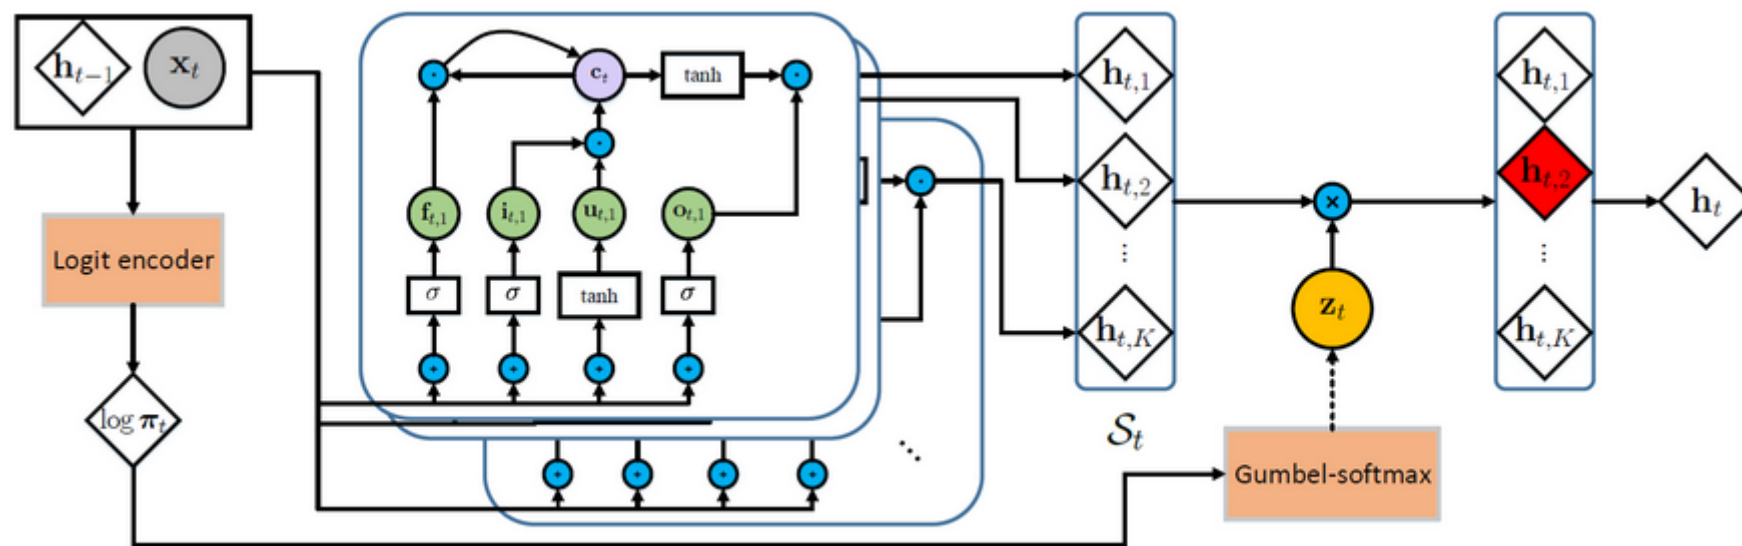 h_{t-1} x_t
Logit encoder
log π_t
c_t tanh
f_{t,1} i_{t,1} u_{t,1} o_{t,1}
σ σ tanh σ
+ + + +
+ + + +
⋱
h_{t,1}
h_{t,2}
⋮
h_{t,K}
S_t
×
z_t
Gumbel-softmax
h_{t,1}
h_{t,2}
⋮
h_{t,K}
h_t